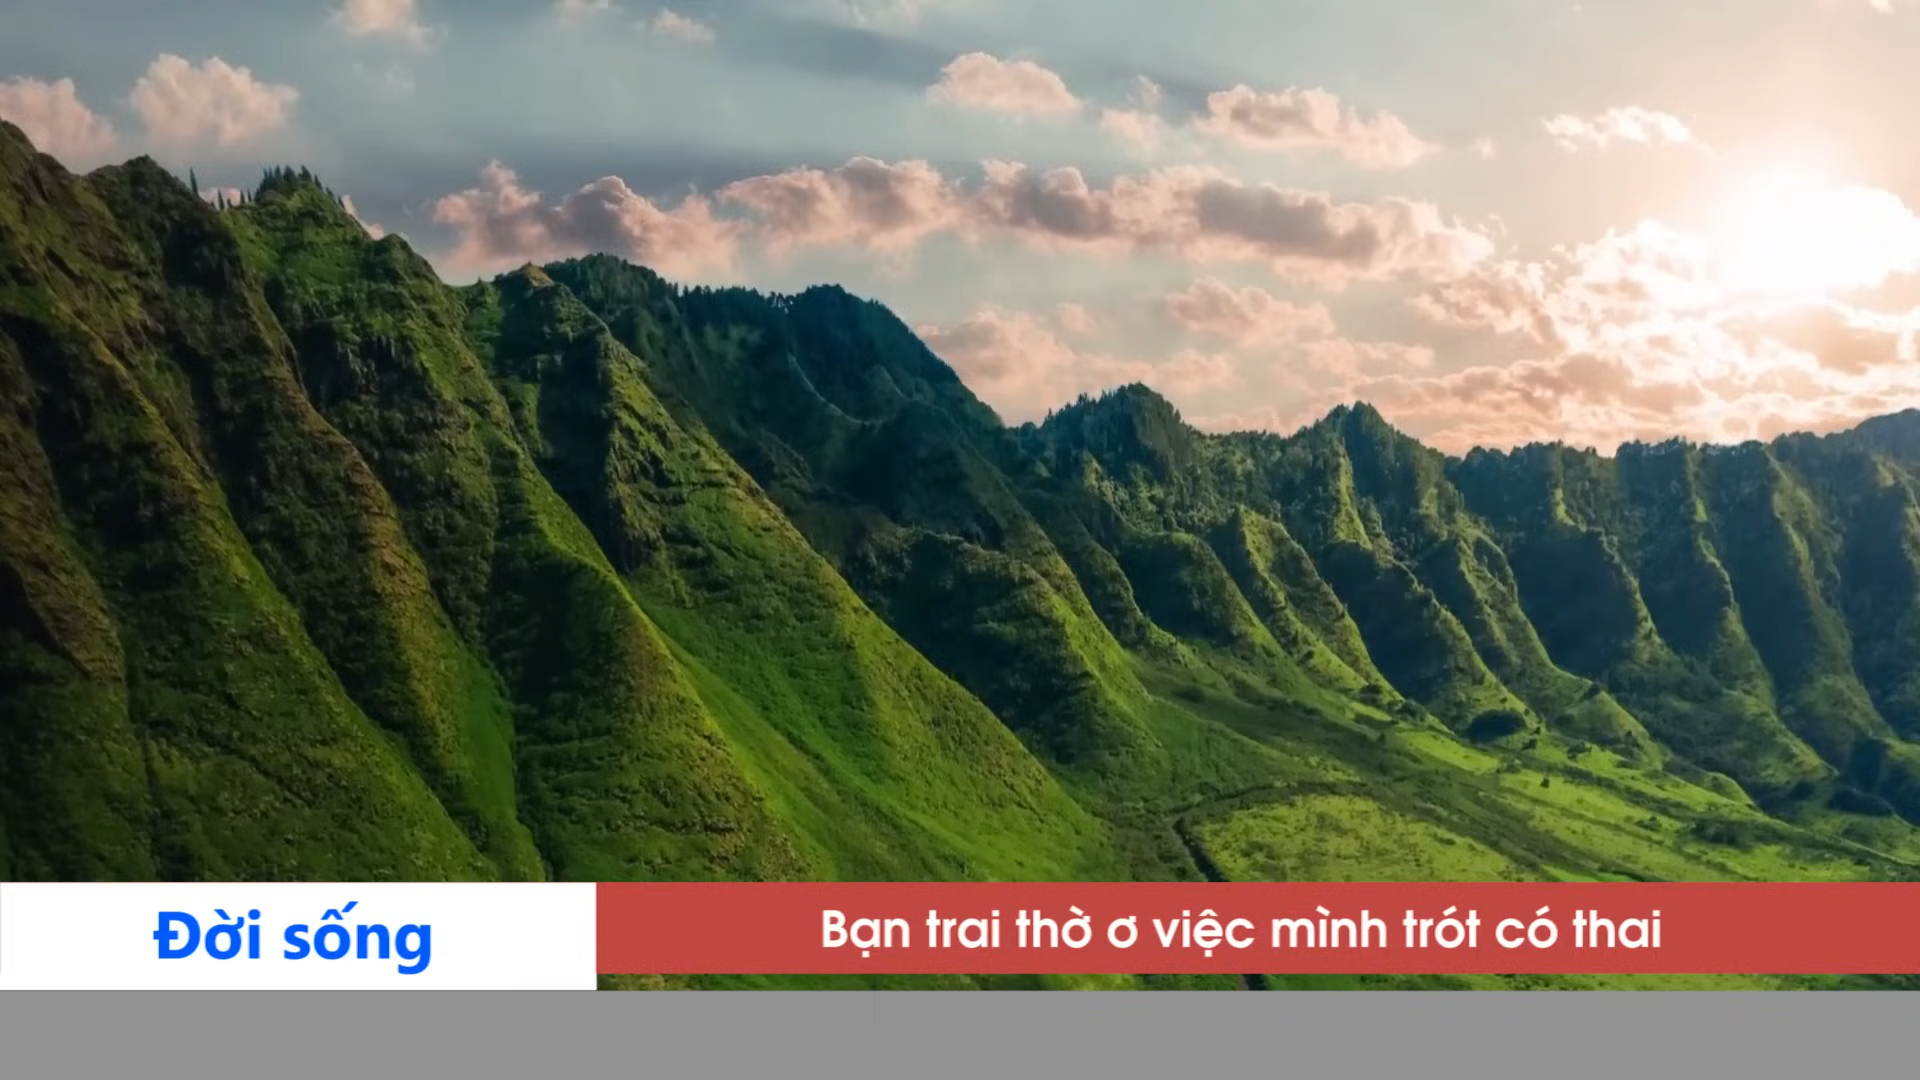 Đời sống
Bạn trai thờ ơ việc mình trót có thai